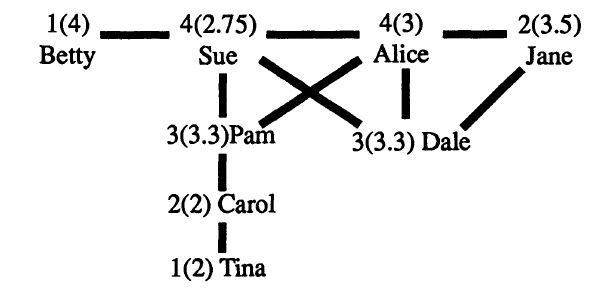 1(4) 4(2.75) 4(3) 2(3.5)
Betty Sue Alice Jane
3(3.3)Pam 3(3.3) Dale
2(2) Carol
1(2) Tina